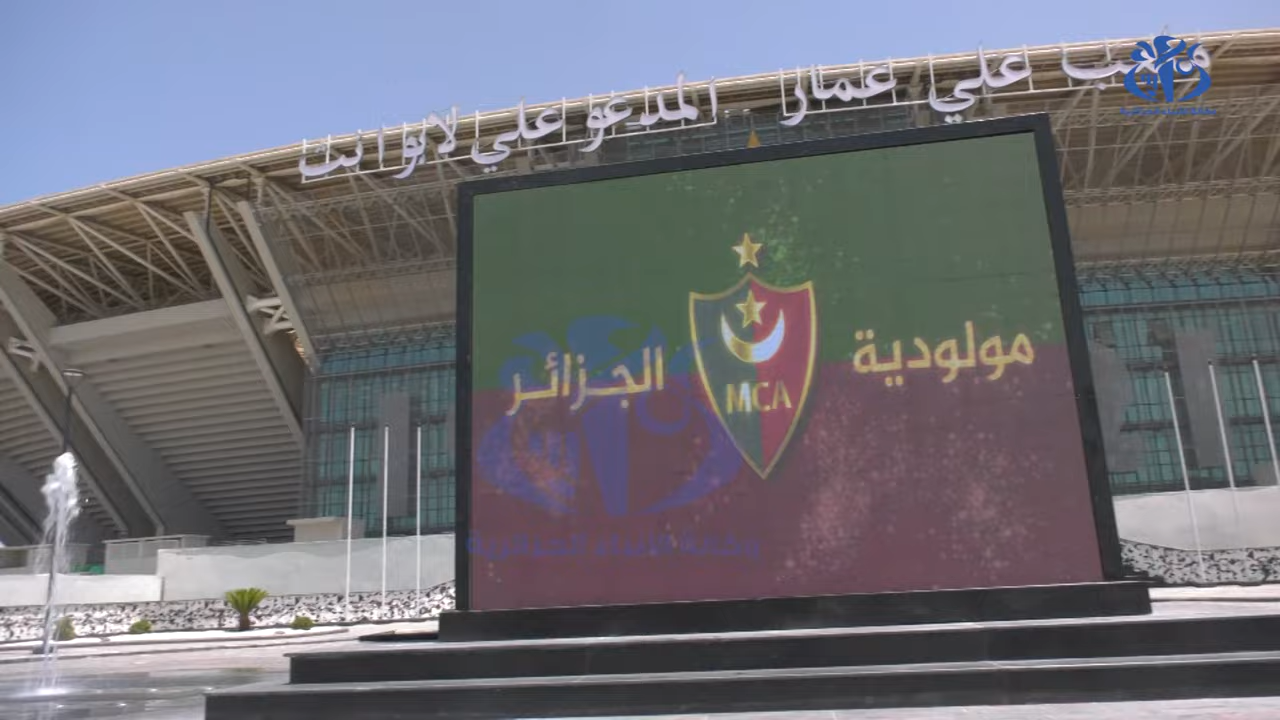 ملعب علي عمار المدعو علي لابوانت
مولودية الجزائر
MCA
وكالة الأنباء الجزائرية